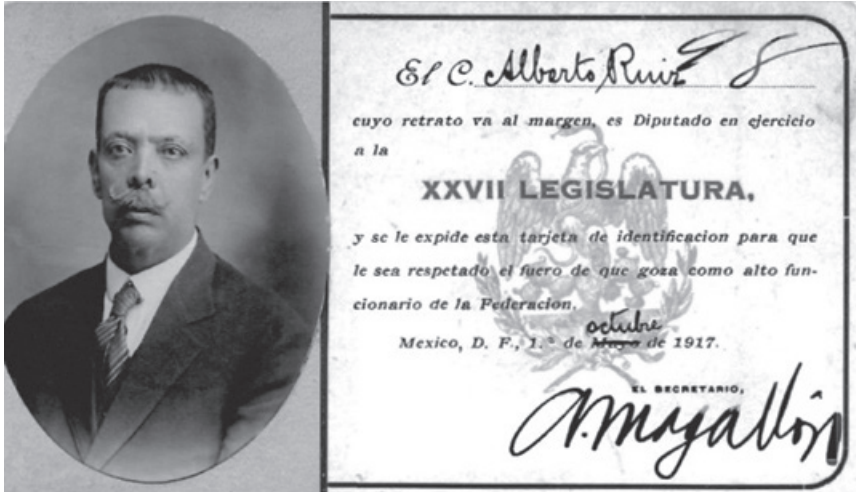 El C. Alberto Ruiz
cuyo retrato va al margen, es Diputado en ejercicio
a la
XXVII LEGISLATURA,
y se le expide esta tarjeta de identificacion para que
le sea respetado el fuero de que goza como alto fun-
cionario de la Federacion.
octubre
Mexico, D. F., 1.º de Mayo de 1917.
EL SECRETARIO,
A. Magallón